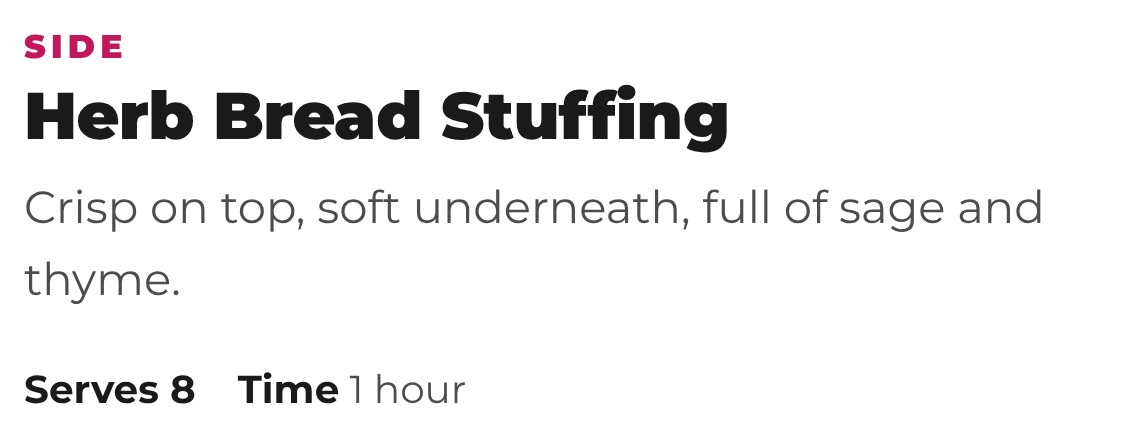 SIDE
Herb Bread Stuffing
Crisp on top, soft underneath, full of sage and
thyme.
Serves 8 Time 1 hour